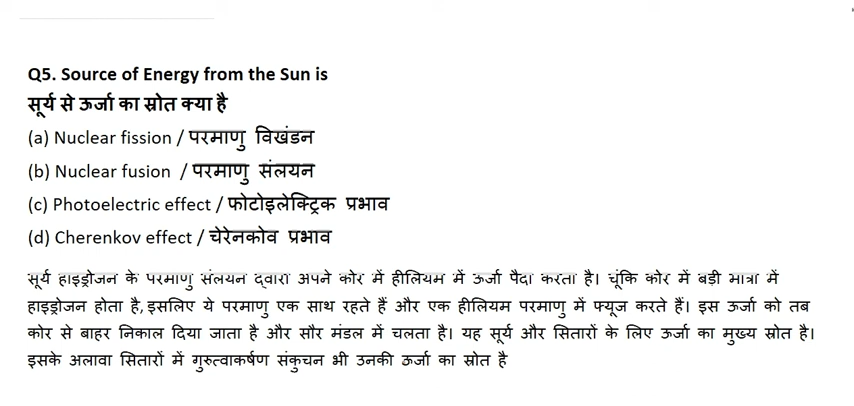 Q5. Source of Energy from the Sun is
सूर्य से ऊर्जा का स्रोत क्या है
(a) Nuclear fission / परमाणु विखंडन
(b) Nuclear fusion / परमाणु संलयन
(c) Photoelectric effect / फोटोइलेक्ट्रिक प्रभाव
(d) Cherenkov effect / चेरेनकोव प्रभाव
सूर्य हाइड्रोजन के परमाणु संलयन द्वारा अपने कोर में हीलियम में ऊर्जा पैदा करता है। चूंकि कोर में बड़ी मात्रा में
हाइड्रोजन होता है, इसलिए ये परमाणु एक साथ रहते हैं और एक हीलियम परमाणु में फ्यूज करते हैं। इस ऊर्जा को तब
कोर से बाहर निकाल दिया जाता है और सौर मंडल में चलता है। यह सूर्य और सितारों के लिए ऊर्जा का मुख्य स्रोत है।
इसके अलावा सितारों में गुरुत्वाकर्षण संकुचन भी उनकी ऊर्जा का स्रोत है